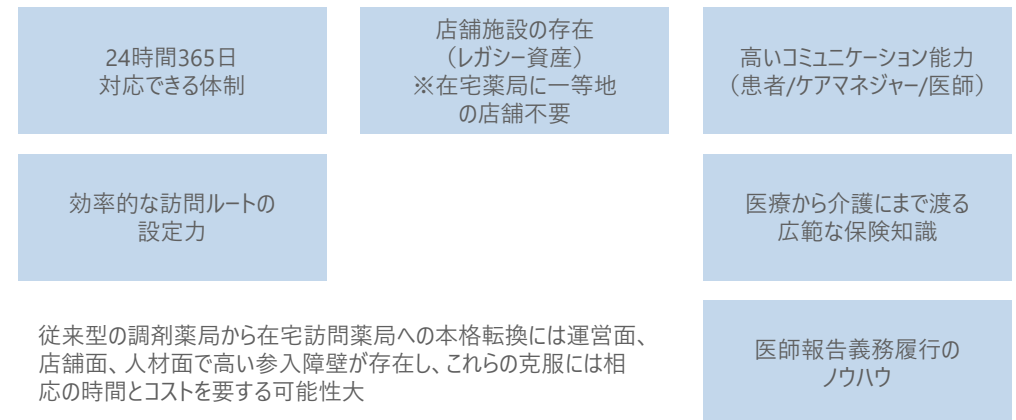 24時間365日
対応できる体制
店舗施設の存在
（レガシー資産）
※在宅薬局に一等地
の店舗不要
高いコミュニケーション能力
（患者/ケアマネジャー/医師）
効率的な訪問ルートの
設定力
医療から介護にまで渡る
広範な保険知識
従来型の調剤薬局から在宅訪問薬局への本格転換には運営面、
店舗面、人材面で高い参入障壁が存在し、これらの克服には相
応の時間とコストを要する可能性大
医師報告義務履行の
ノウハウ